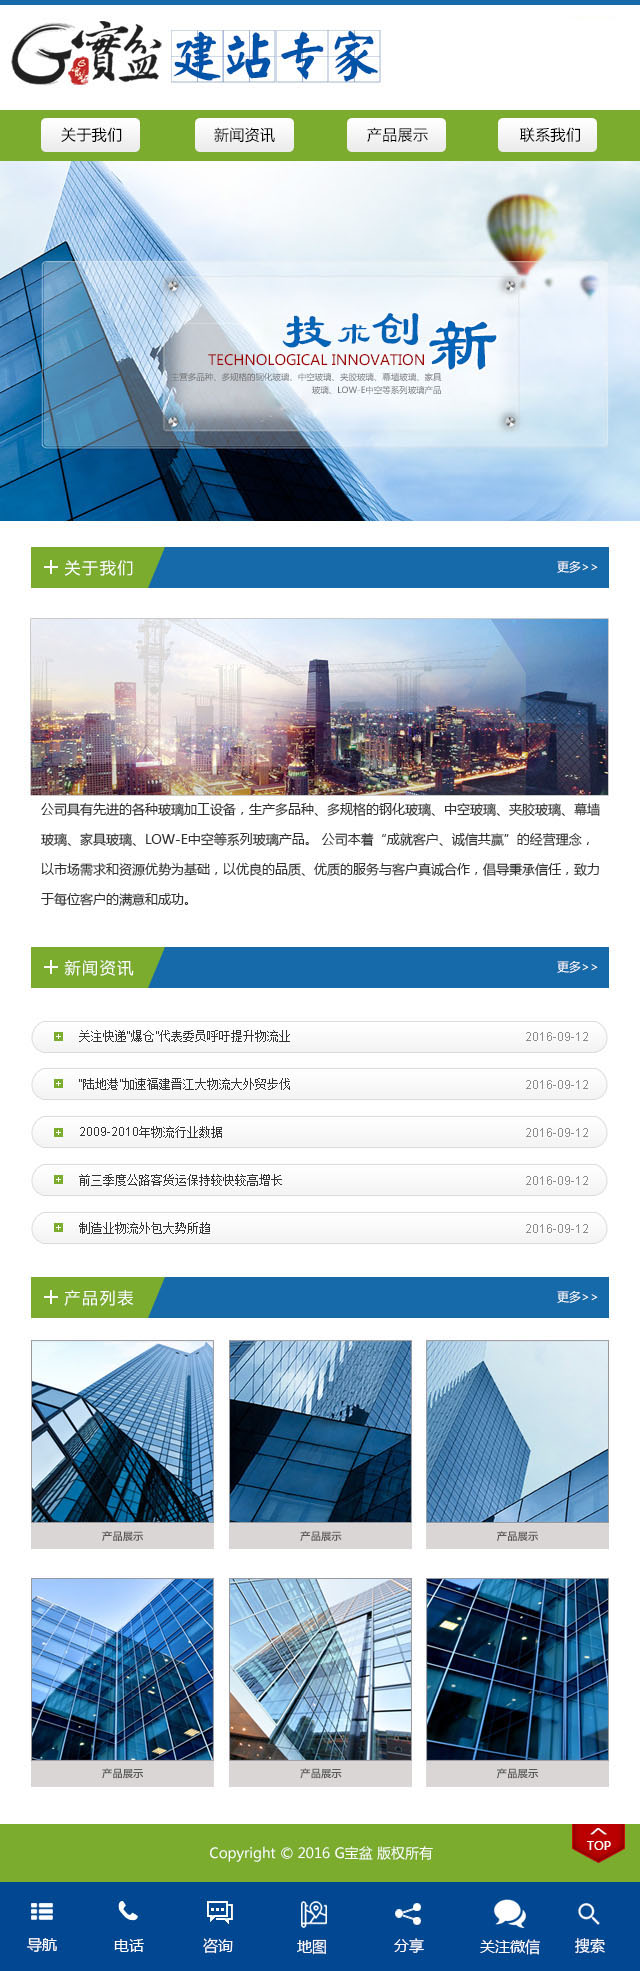 G寶盆 建站专家
关于我们 新闻资讯 产品展示 联系我们
技术创新
TECHNOLOGICAL INNOVATION
主营多品种、多规格的钢化玻璃、中空玻璃、夹胶玻璃、幕墙玻璃、家具
玻璃、LOW-E中空等系列玻璃产品
关于我们 更多>>
公司具有先进的各种玻璃加工设备，生产多品种、多规格的钢化玻璃、中空玻璃、夹胶玻璃、幕墙
玻璃、家具玻璃、LOW-E中空等系列玻璃产品。 公司本着“成就客户、诚信共赢”的经营理念，
以市场需求和资源优势为基础，以优良的品质、优质的服务与客户真诚合作，倡导秉承信任，致力
于每位客户的满意和成功。
新闻资讯 更多>>
关注快递"爆仓"代表委员呼吁提升物流业 2016-09-12
"陆地港"加速福建晋江大物流大外贸步伐 2016-09-12
2009-2010年物流行业数据 2016-09-12
前三季度公路客货运保持较快较高增长 2016-09-12
制造业物流外包大势所趋 2016-09-12
产品列表 更多>>
产品展示 产品展示 产品展示
产品展示 产品展示 产品展示
Copyright © 2016 G宝盆 版权所有
TOP
导航 电话 咨询 地图 分享 关注微信 搜索